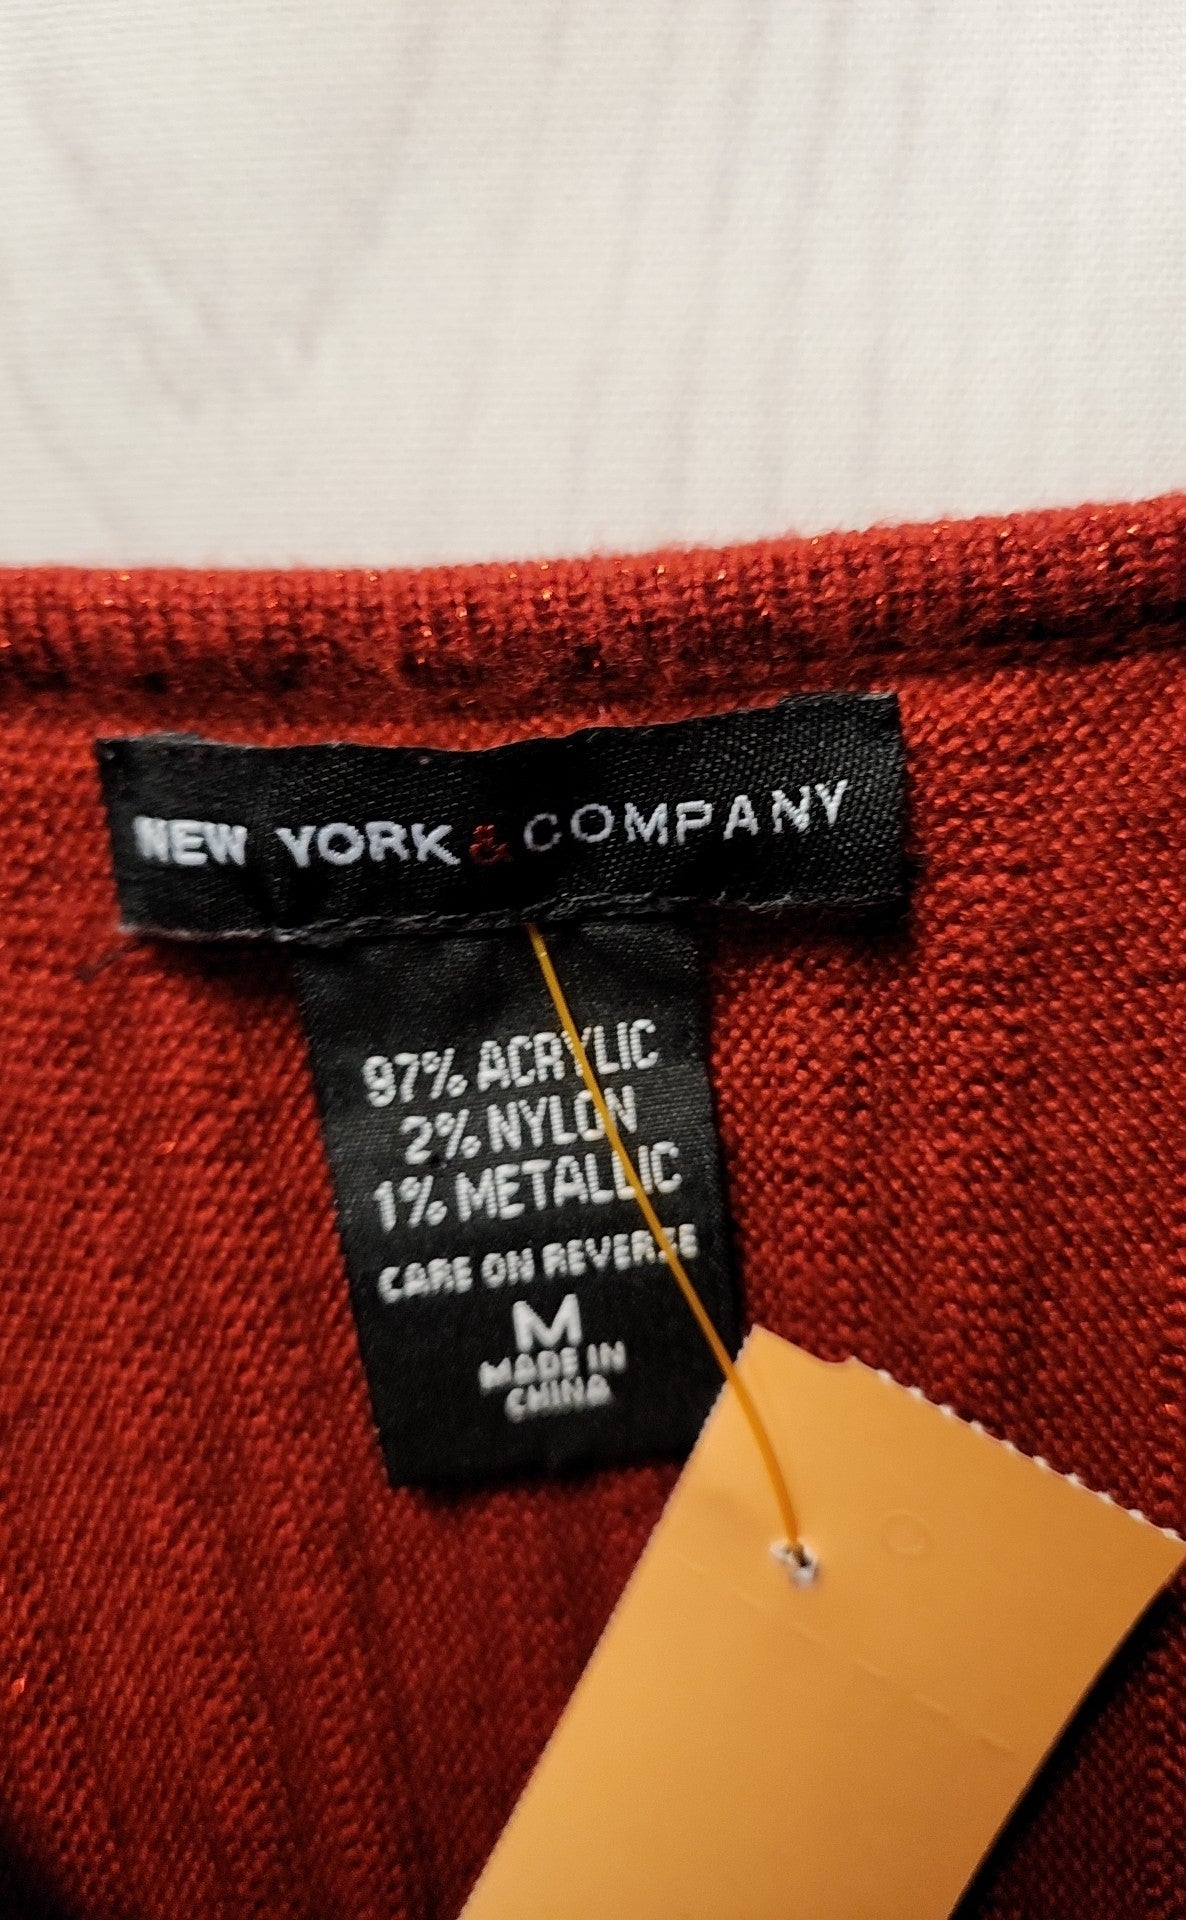 NEW YORK & COMPANY
97% ACRYLIC
2% NYLON
1% METALLIC
CARE ON REVERSE
M
MADE IN
CHINA